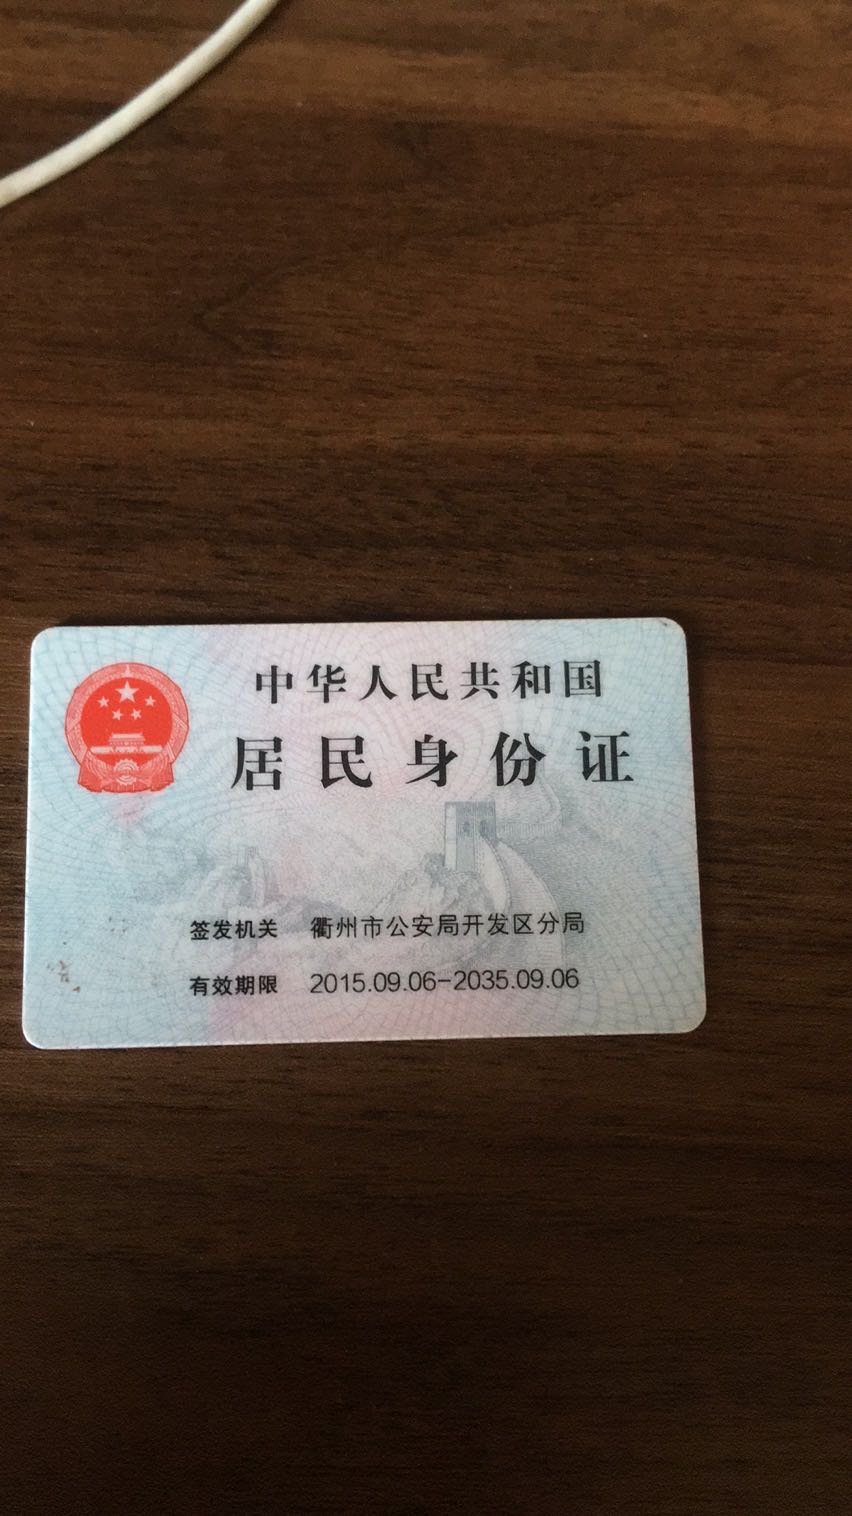 中华人民共和国
居民身份证
签发机关 衢州市公安局开发区分局
有效期限 2015.09.06-2035.09.06